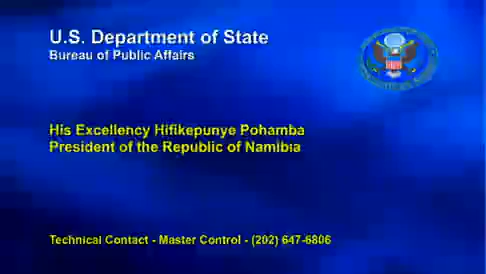 U.S. Department of State
Bureau of Public Affairs
His Excellency Hifikepunye Pohamba
President of the Republic of Namibia
Technical Contact - Master Control - (202) 647-6806